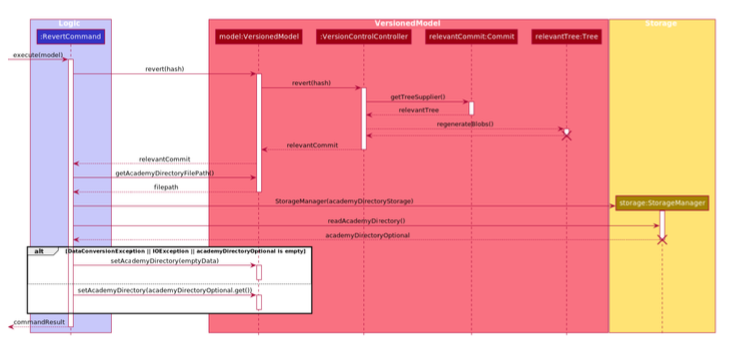 Logic
VersionedModel
Storage
:RevertCommand
model:VersionedModel
:VersionControlController
relevantCommit:Commit
relevantTree:Tree
execute(model)
revert(hash)
revert(hash)
getTreeSupplier()
relevantTree
regenerateBlobs()
relevantCommit
relevantCommit
getAcademyDirectoryFilePath()
filepath
StorageManager(academyDirectoryStorage)
storage:StorageManager
readAcademyDirectory()
academyDirectoryOptional
alt
[DataConversionException || IOException || academyDirectoryOptional is empty]
setAcademyDirectory(emptyData)
setAcademyDirectory(academyDirectoryOptional.get())
commandResult